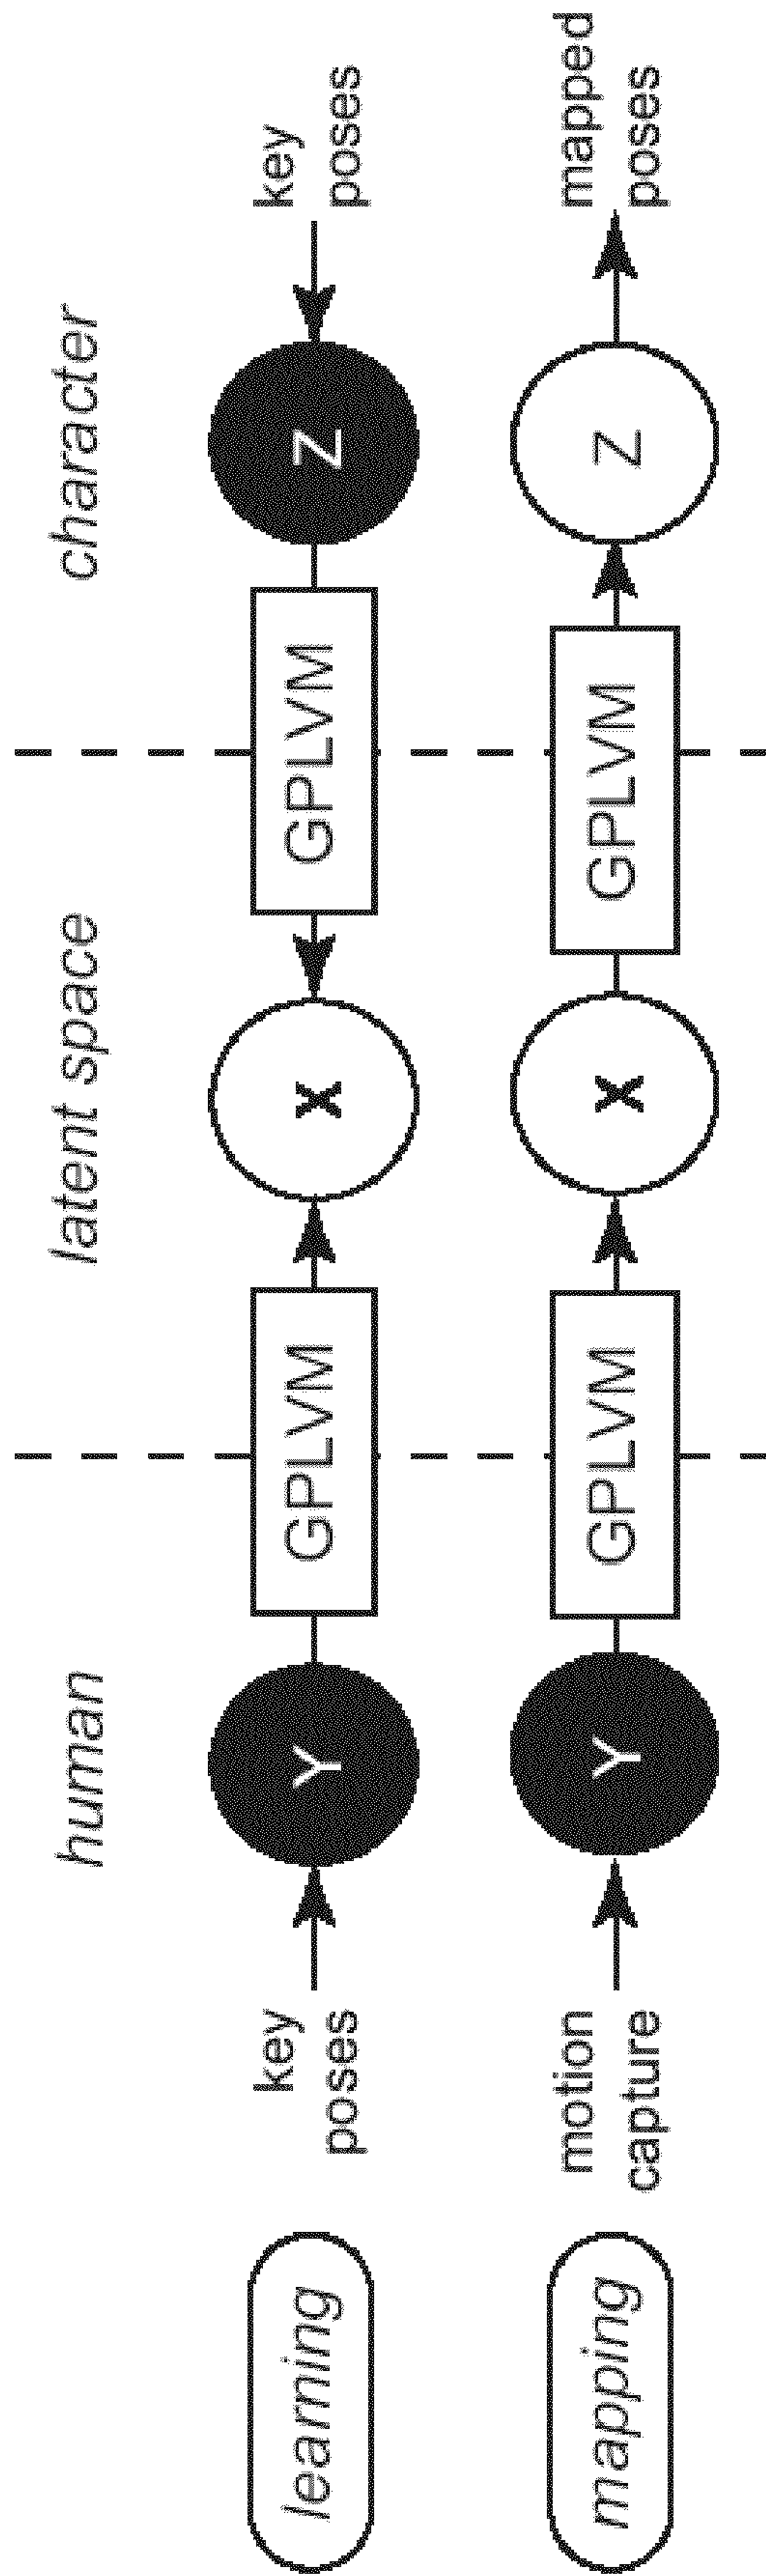 human
latent space
character
learning
key
poses
Y
GPLVM
X
GPLVM
Z
key
poses
mapping
motion
capture
Y
GPLVM
X
GPLVM
Z
mapped
poses